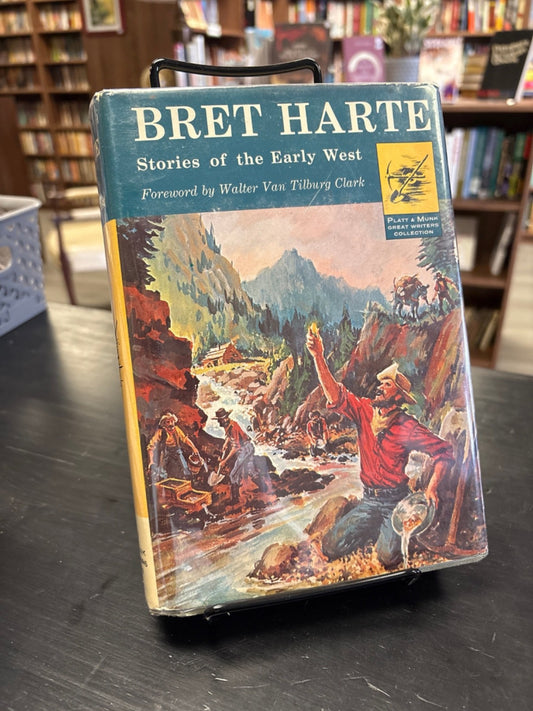 BRET HARTE
Stories of the Early West
Foreword by Walter Van Tilburg Clark
PLATT & MUNK
GREAT WRITERS
COLLECTION